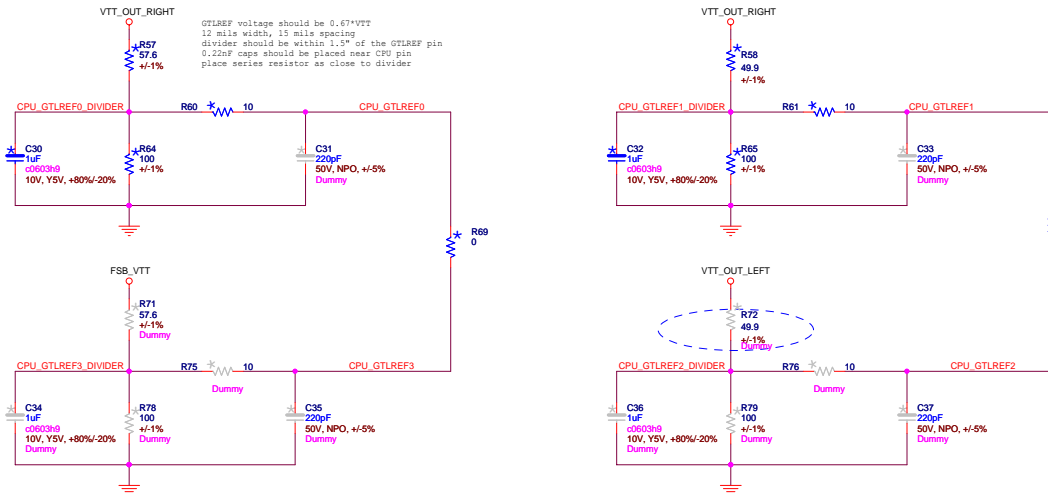 VTT_OUT_RIGHT
GTLREF voltage should be 0.67*VTT
12 mils width, 15 mils spacing
divider should be within 1.5" of the GTLREF pin
0.22nF caps should be placed near CPU pin
place series resistor as close to divider
R57
57.6
+/-1%
CPU_GTLREF0_DIVIDER
R60
10
CPU_GTLREF0
C30
1uF
c0603h9
10V, Y5V, +80%/-20%
R64
100
+/-1%
C31
220pF
50V, NPO, +/-5%
Dummy
R69
0
FSB_VTT
R71
57.6
+/-1%
Dummy
CPU_GTLREF3_DIVIDER
R75
10
Dummy
CPU_GTLREF3
C34
1uF
c0603h9
10V, Y5V, +80%/-20%
Dummy
R78
100
+/-1%
Dummy
C35
220pF
50V, NPO, +/-5%
Dummy
VTT_OUT_RIGHT
R58
49.9
+/-1%
CPU_GTLREF1_DIVIDER
R61
10
CPU_GTLREF1
C32
1uF
c0603h9
10V, Y5V, +80%/-20%
R65
100
+/-1%
C33
220pF
50V, NPO, +/-5%
Dummy
VTT_OUT_LEFT
R72
49.9
+/-1%
Dummy
CPU_GTLREF2_DIVIDER
R76
10
Dummy
CPU_GTLREF2
C36
1uF
c0603h9
10V, Y5V, +80%/-20%
Dummy
R79
100
+/-1%
Dummy
C37
220pF
50V, NPO, +/-5%
Dummy